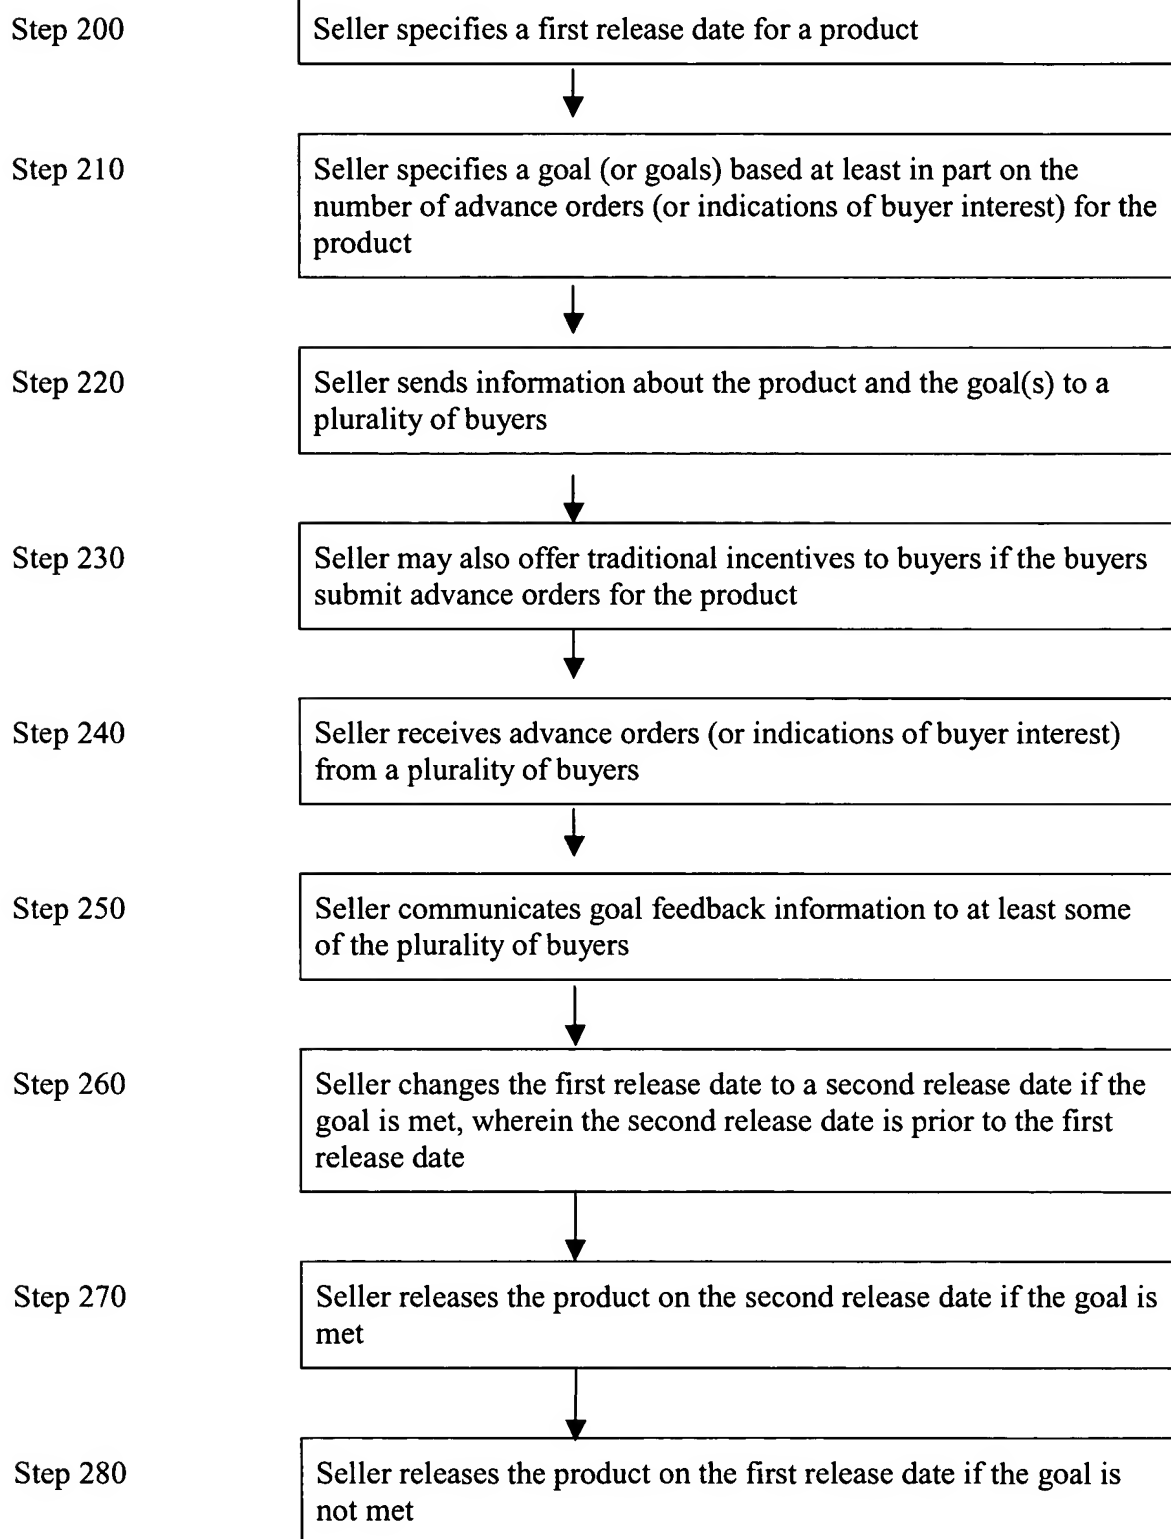 Step 200
Seller specifies a first release date for a product
Step 210
Seller specifies a goal (or goals) based at least in part on the
number of advance orders (or indications of buyer interest) for the
product
Step 220
Seller sends information about the product and the goal(s) to a
plurality of buyers
Step 230
Seller may also offer traditional incentives to buyers if the buyers
submit advance orders for the product
Step 240
Seller receives advance orders (or indications of buyer interest)
from a plurality of buyers
Step 250
Seller communicates goal feedback information to at least some
of the plurality of buyers
Step 260
Seller changes the first release date to a second release date if the
goal is met, wherein the second release date is prior to the first
release date
Step 270
Seller releases the product on the second release date if the goal is
met
Step 280
Seller releases the product on the first release date if the goal is
not met